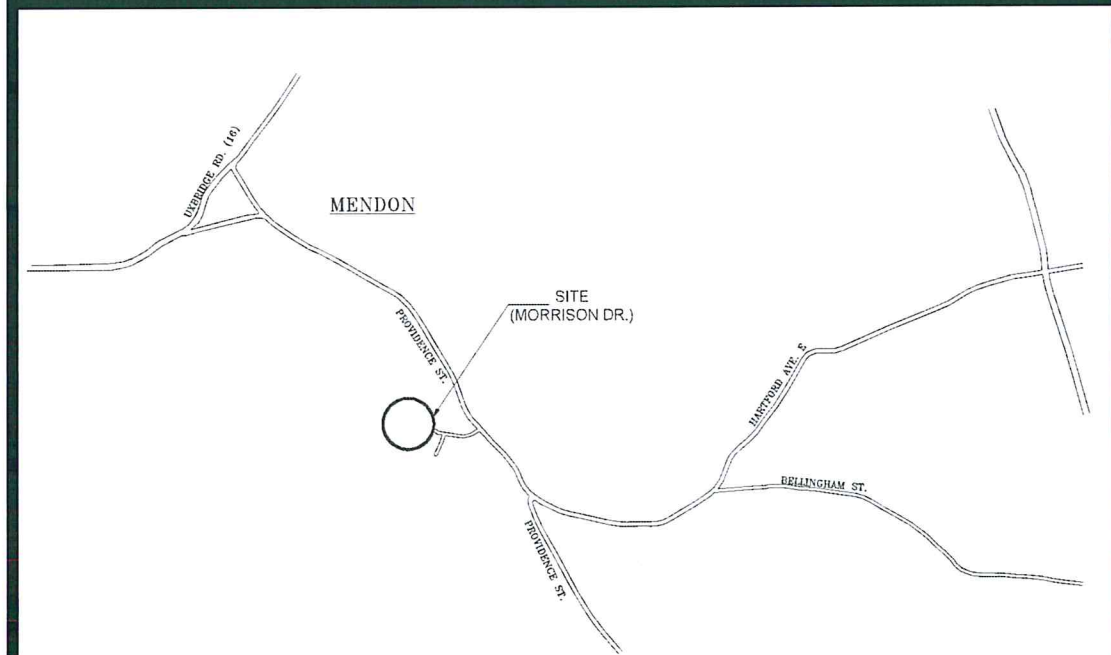 UXBRIDGE RD. (16)
MENDON
SITE
(MORRISON DR.)
PROVIDENCE ST.
HARTFORD AVE. E
BELLINGHAM ST.
PROVIDENCE ST.